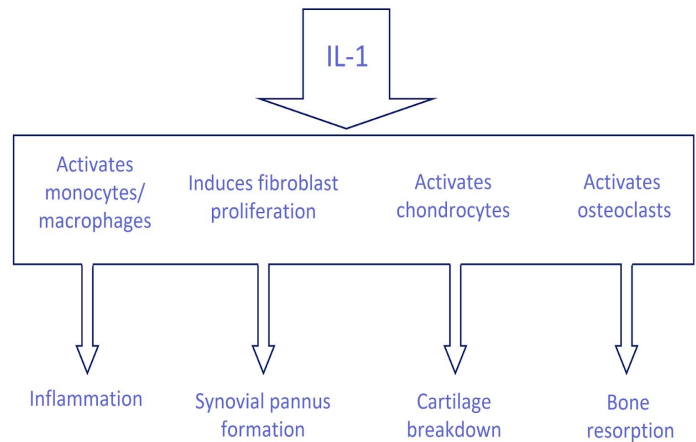 IL-1
Activates
monocytes/
macrophages
Induces fibroblast
proliferation
Activates
chondrocytes
Activates
osteoclasts
Inflammation
Synovial pannus
formation
Cartilage
breakdown
Bone
resorption